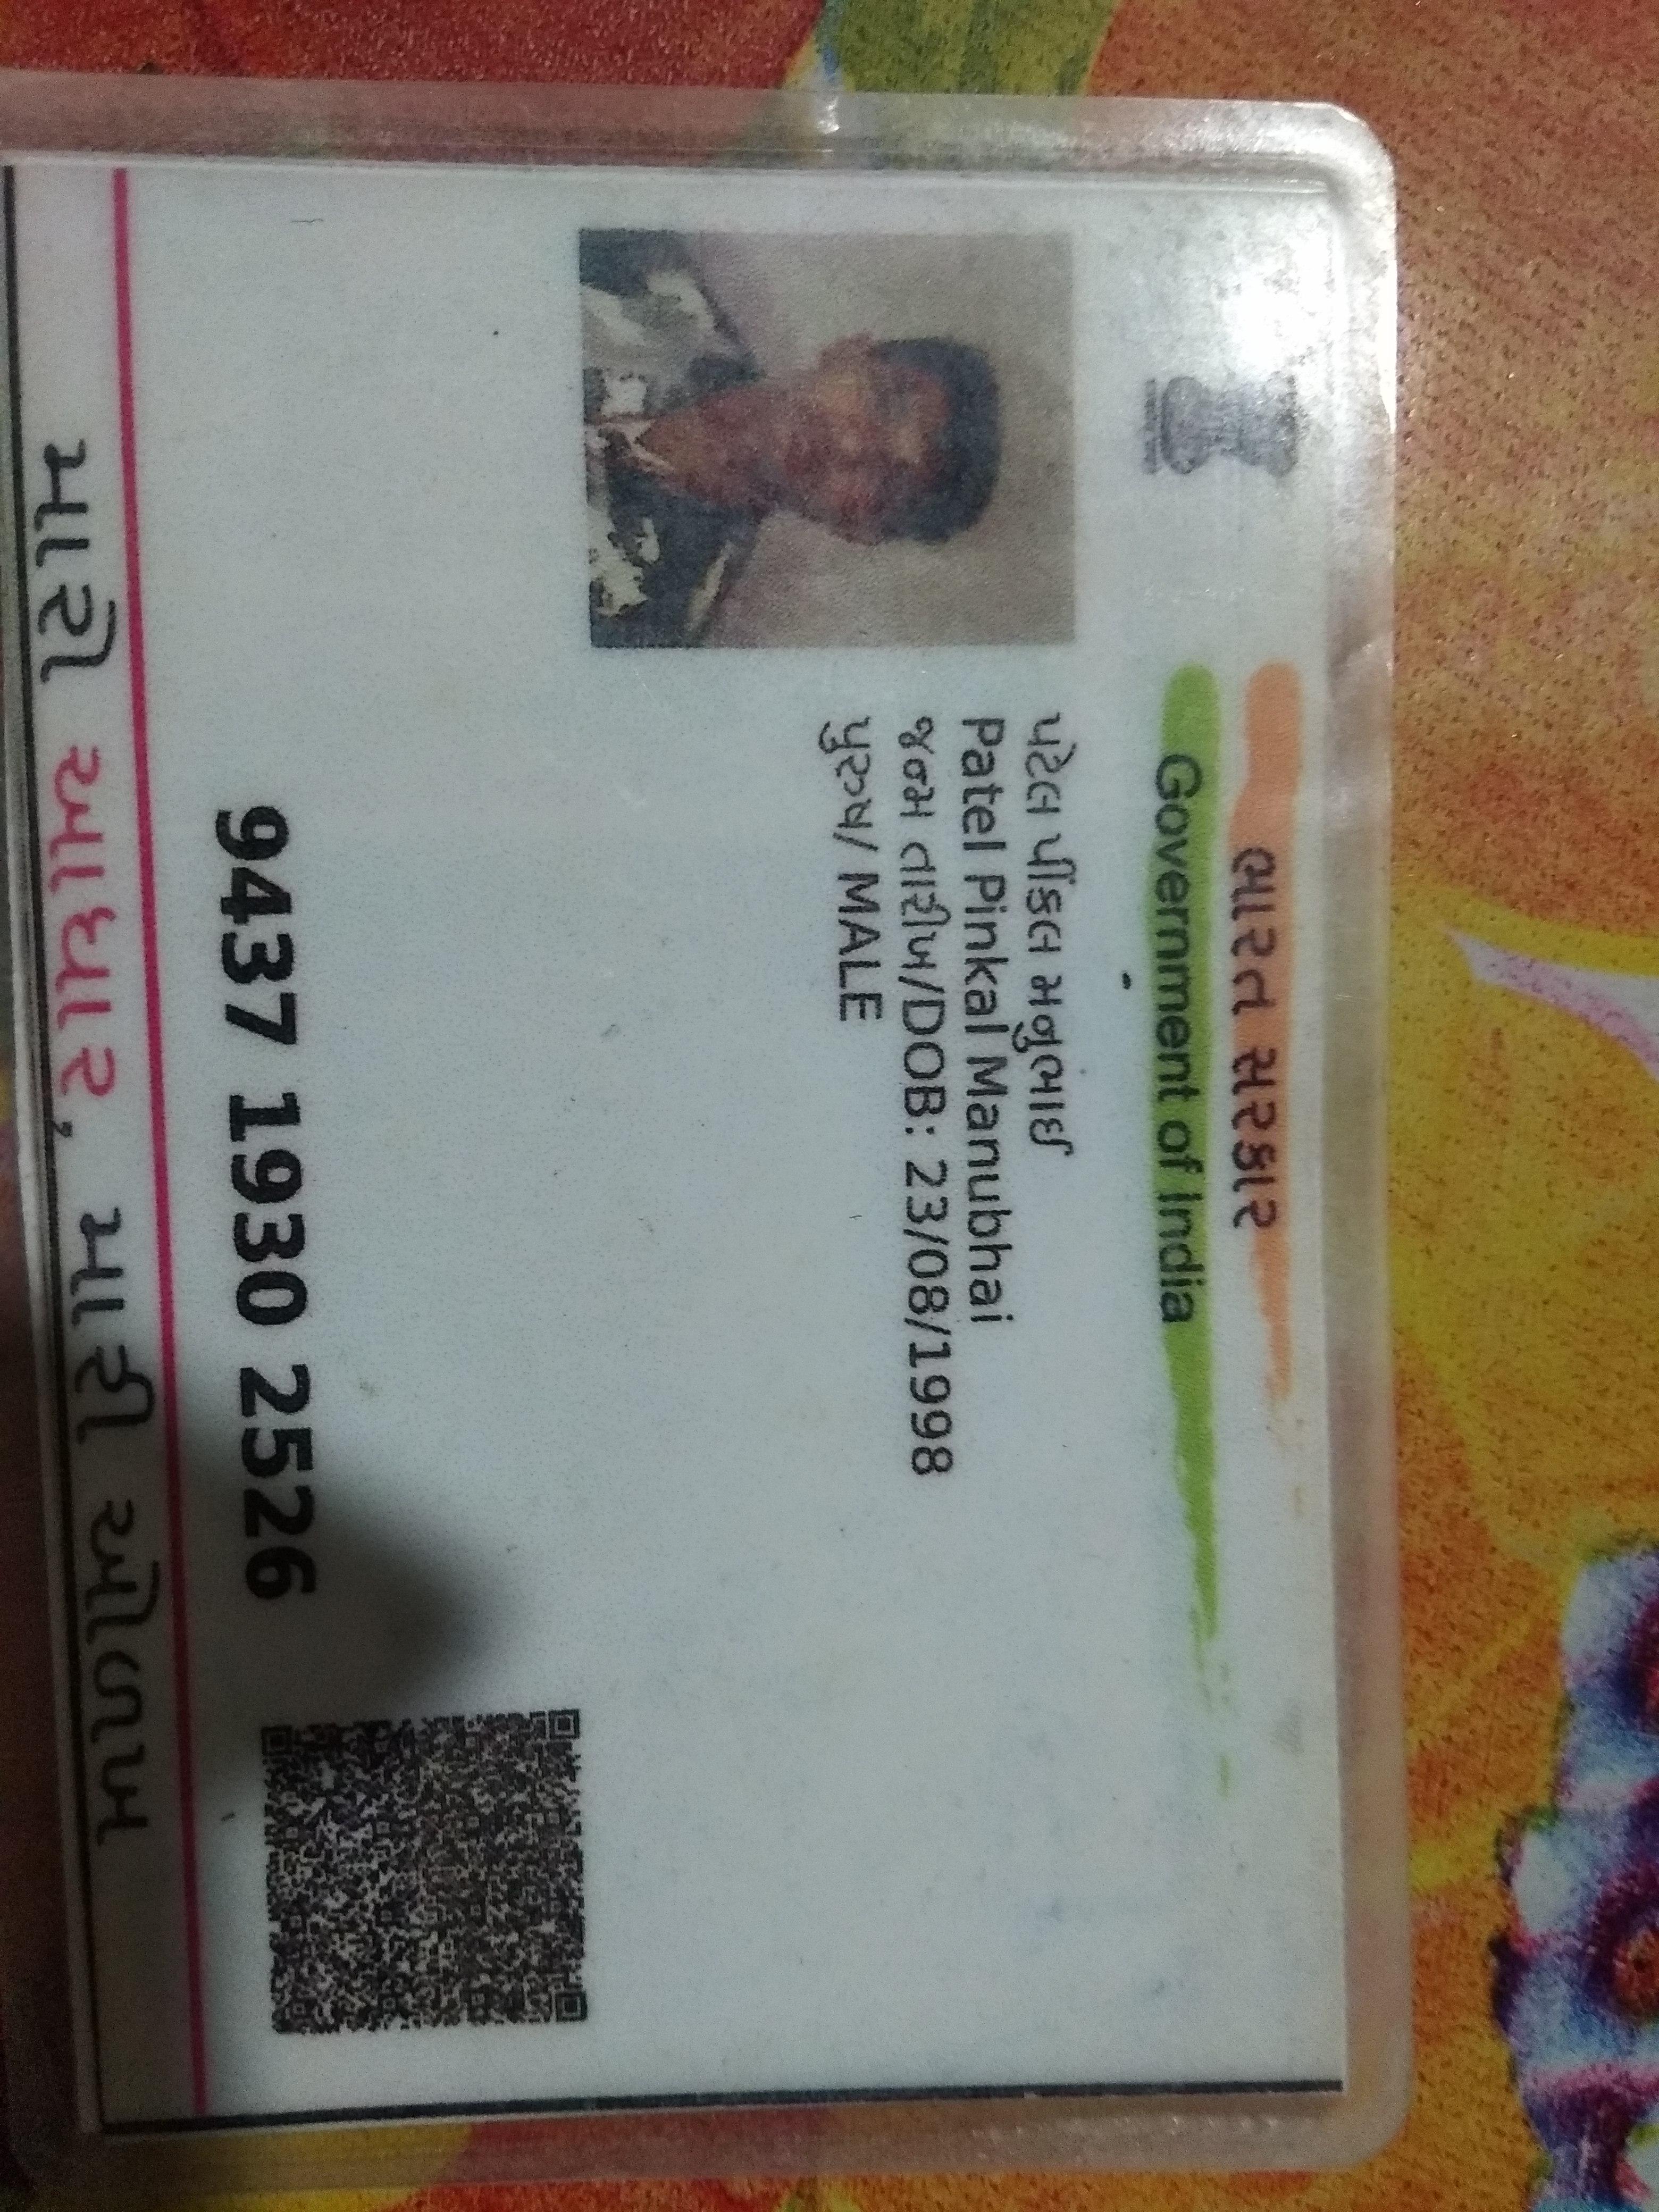 ભારત સરકાર
Government of India
પટેલ પીંકલ મનુભાઈ
Patel Pinkal Manubhai
જન્મ તારીખ/DOB: 23/08/1998
પુરુષ/ MALE
9437 1930 2526
મારો આધાર, મારી ઓળખ